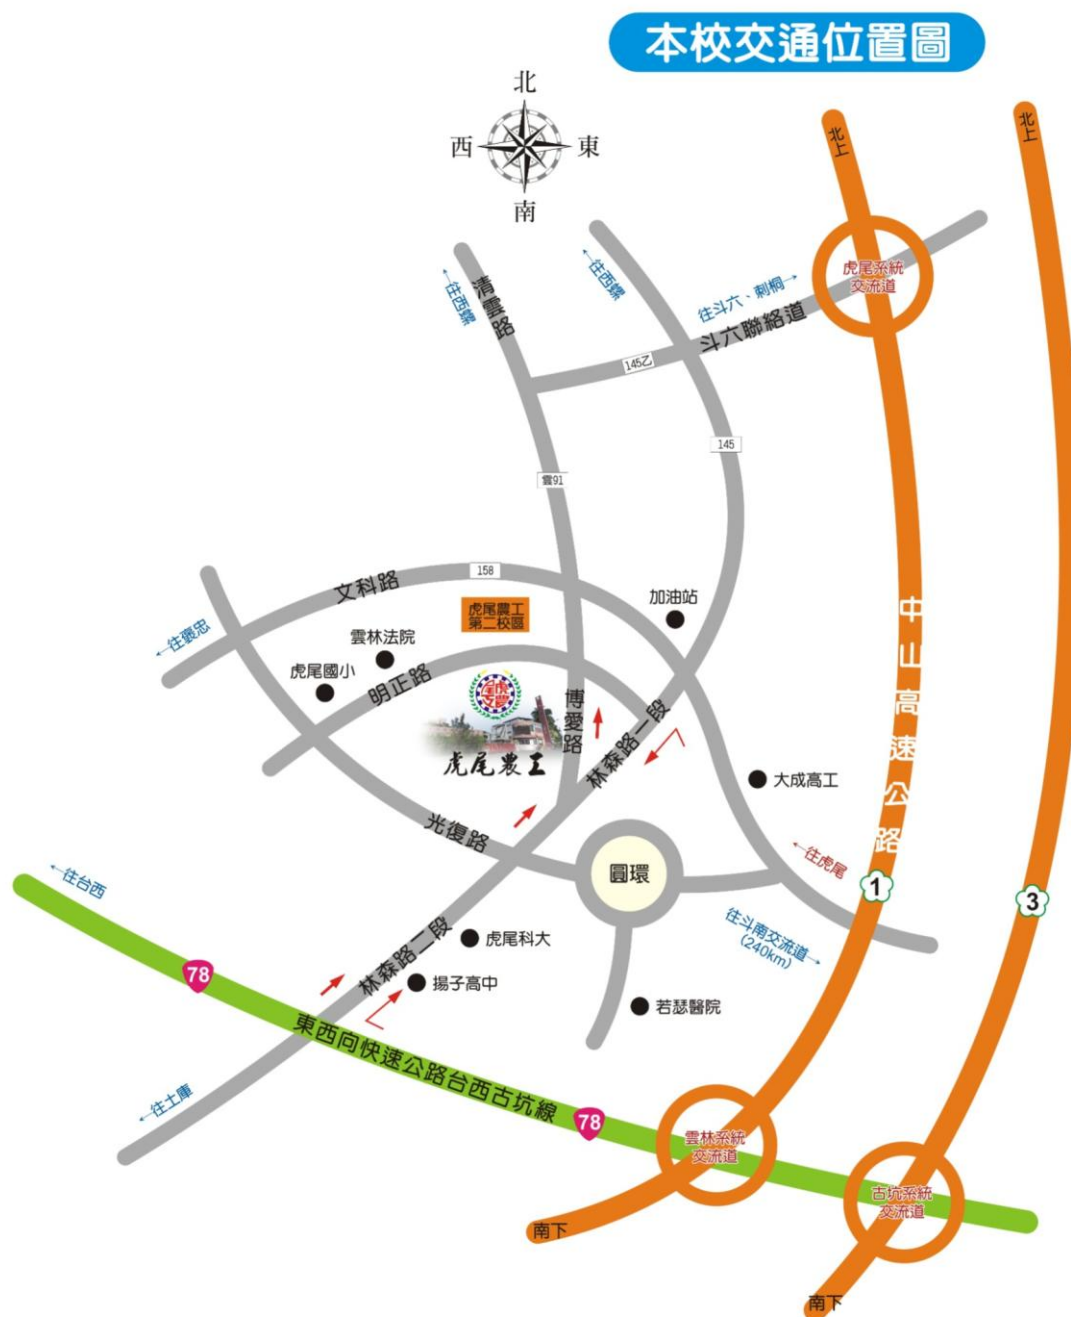 本校交通位置圖
北
西
東
南
北上
北上
虎尾系統
交流道
←往西螺
清雲路
←往西螺
往斗六、刺桐→
斗六聯絡道
145乙
145
雲91
158
文科路
加油站
虎尾農工
第二校區
←往褒忠
雲林法院
虎尾國小
明正路
虎尾農工
博愛路
林森路一段
中山高速公路
大成高工
光復路
圓環
←往虎尾
1
3
←往台西
往斗南交流道→
(240km)
虎尾科大
78
林森路二段
揚子高中
若瑟醫院
東西向快速公路台西古坑線
←往土庫
78
雲林系統
交流道
古坑系統
交流道
南下
南下